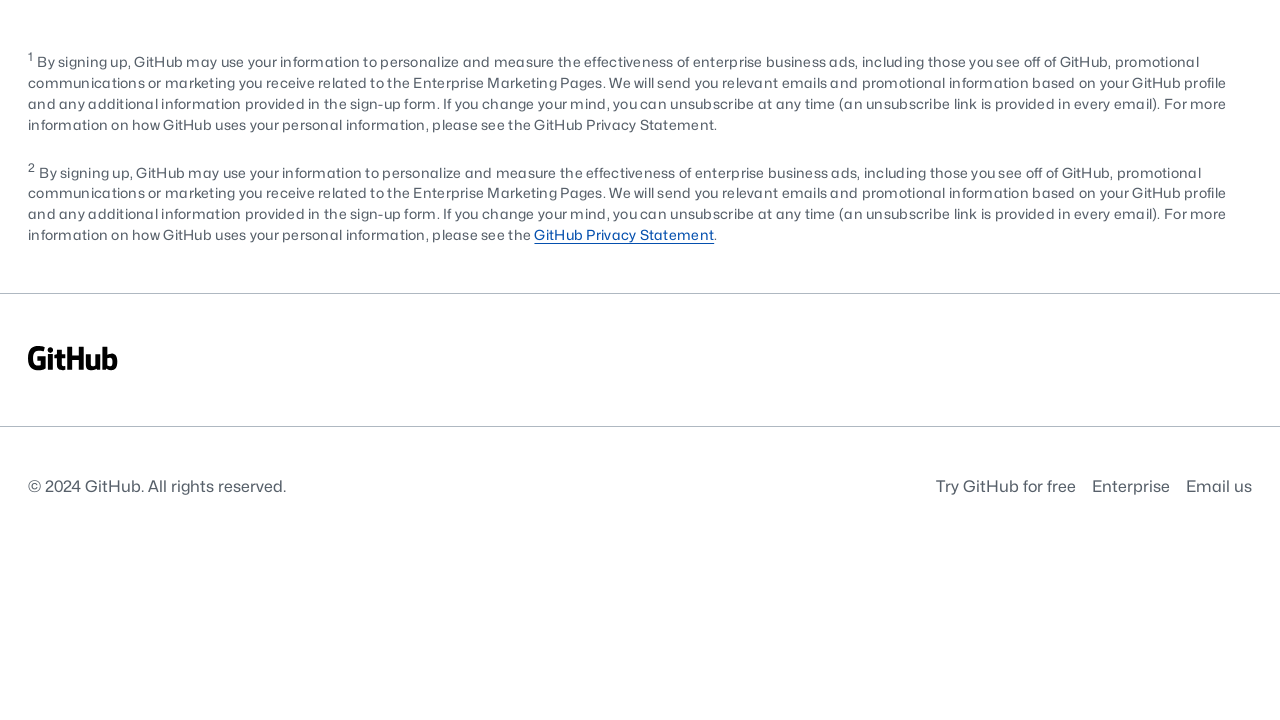 1 By signing up, GitHub may use your information to personalize and measure the effectiveness of enterprise business ads, including those you see off of GitHub, promotional
communications or marketing you receive related to the Enterprise Marketing Pages. We will send you relevant emails and promotional information based on your GitHub profile
and any additional information provided in the sign-up form. If you change your mind, you can unsubscribe at any time (an unsubscribe link is provided in every email). For more
information on how GitHub uses your personal information, please see the GitHub Privacy Statement.
2 By signing up, GitHub may use your information to personalize and measure the effectiveness of enterprise business ads, including those you see off of GitHub, promotional
communications or marketing you receive related to the Enterprise Marketing Pages. We will send you relevant emails and promotional information based on your GitHub profile
and any additional information provided in the sign-up form. If you change your mind, you can unsubscribe at any time (an unsubscribe link is provided in every email). For more
information on how GitHub uses your personal information, please see the GitHub Privacy Statement.
GitHub
© 2024 GitHub. All rights reserved. Try GitHub for free Enterprise Email us